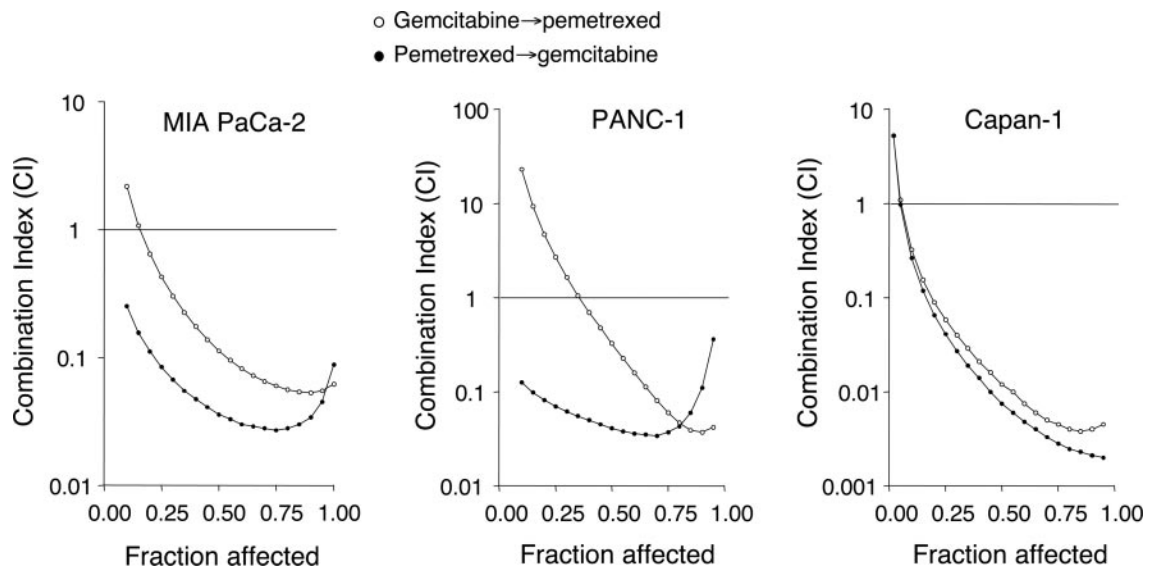 ○ Gemcitabine→pemetrexed
● Pemetrexed→gemcitabine
MIA PaCa-2
Combination Index (CI)
10
1
0.1
0.01
0.00 0.25 0.50 0.75 1.00
Fraction affected
PANC-1
Combination Index (CI)
100
10
1
0.1
0.01
0.00 0.25 0.50 0.75 1.00
Fraction affected
Capan-1
Combination Index (CI)
10
1
0.1
0.01
0.001
0.00 0.25 0.50 0.75 1.00
Fraction affected